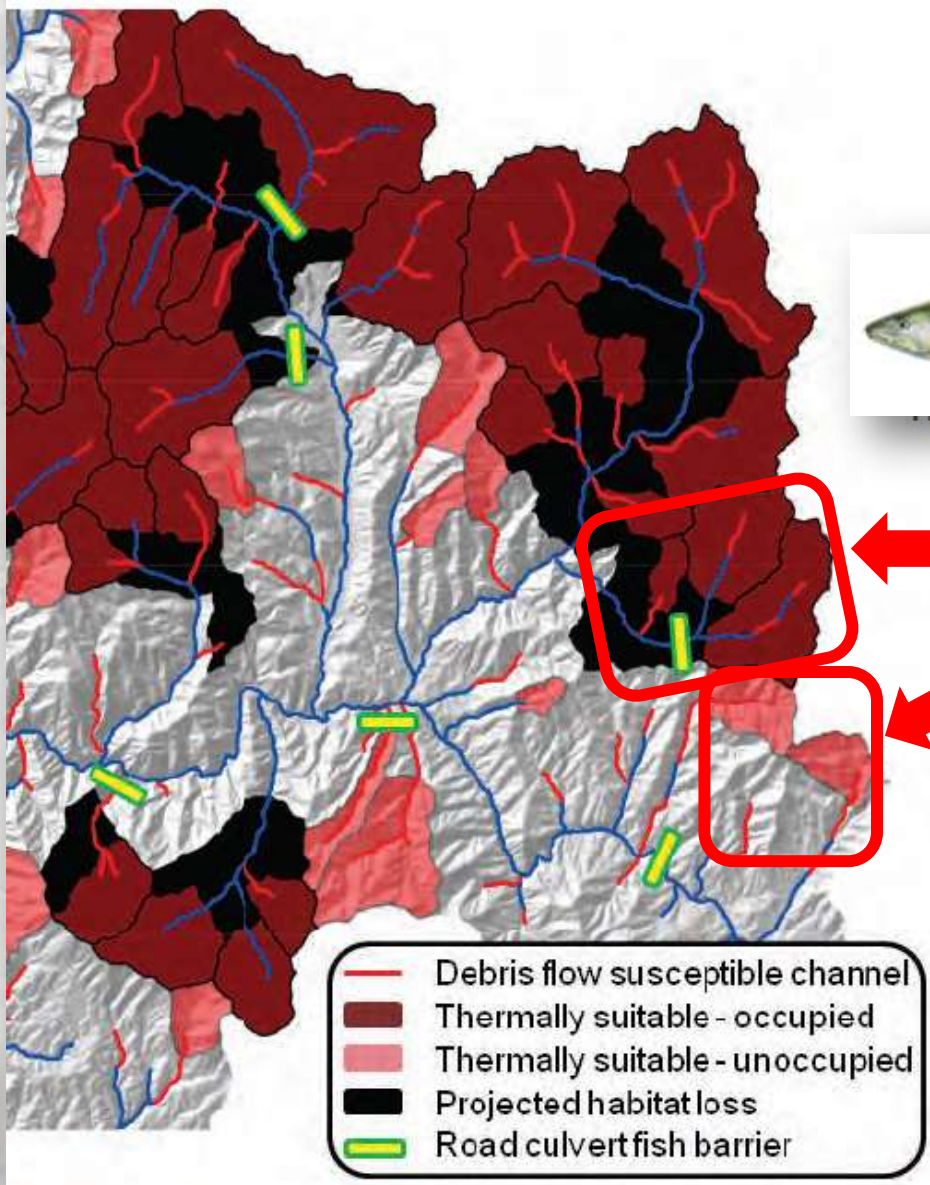 Debris flow susceptible channel
Thermally suitable - occupied
Thermally suitable - unoccupied
Projected habitat loss
Road culvert fish barrier